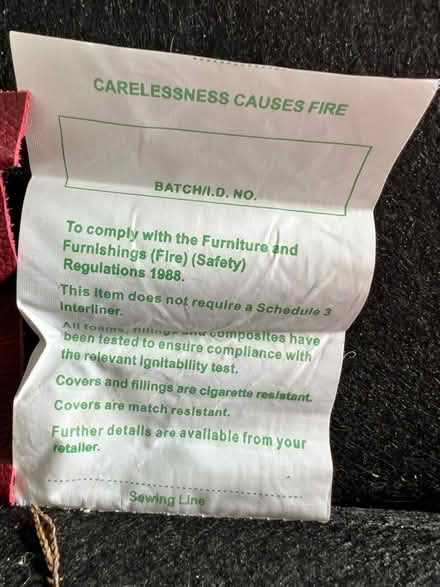 CARELESSNESS CAUSES FIRE
BATCH/I.D. NO.
To comply with the Furniture and
Furnishings (Fire) (Safety)
Regulations 1988.
This Item does not require a Schedule 3
Interliner.
All foams, fillings and composites have
been tested to ensure compliance with
the relevant ignitability test.
Covers and fillings are cigarette resistant.
Covers are match resistant.
Further details are available from your
retailer.
Sewing Line